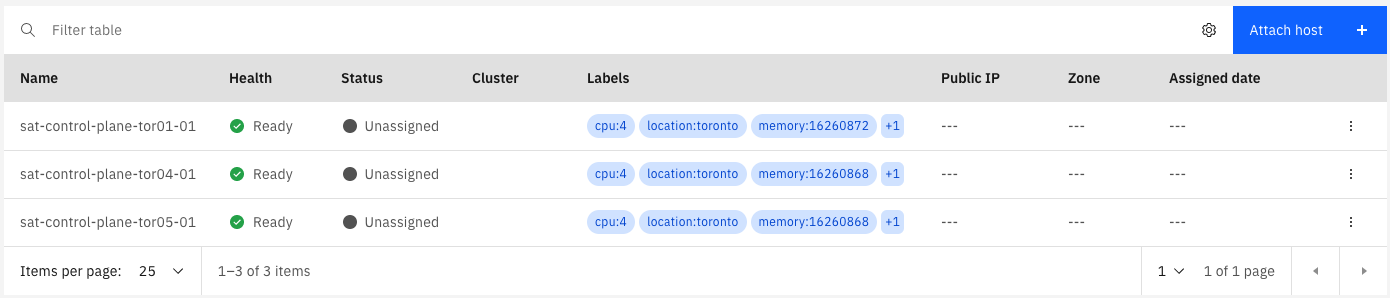 Filter table Attach host +
Name Health Status Cluster Labels Public IP Zone Assigned date
sat-control-plane-tor01-01 Ready Unassigned cpu:4 location:toronto memory:16260872 +1 --- --- ---
sat-control-plane-tor04-01 Ready Unassigned cpu:4 location:toronto memory:16260868 +1 --- --- ---
sat-control-plane-tor05-01 Ready Unassigned cpu:4 location:toronto memory:16260868 +1 --- --- ---
Items per page: 25 1–3 of 3 items 1 1 of 1 page